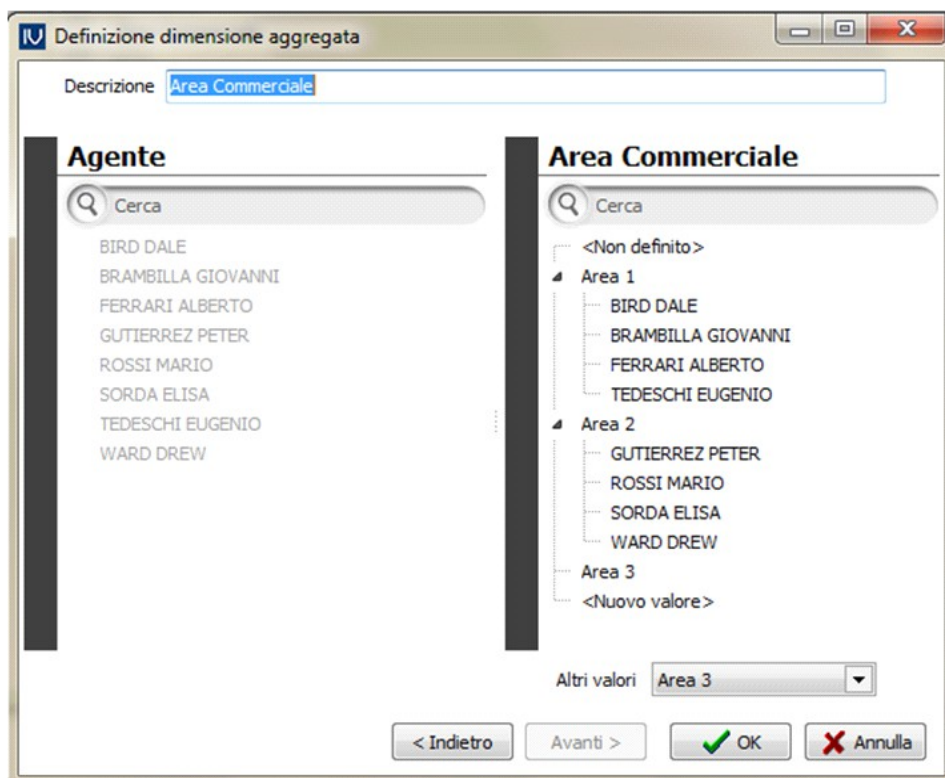 IU Definizione dimensione aggregata
Descrizione Area Commerciale
Agente
Cerca
BIRD DALE
BRAMBILLA GIOVANNI
FERRARI ALBERTO
GUTIERREZ PETER
ROSSI MARIO
SORDA ELISA
TEDESCHI EUGENIO
WARD DREW
Area Commerciale
Cerca
<Non definito>
Area 1
BIRD DALE
BRAMBILLA GIOVANNI
FERRARI ALBERTO
TEDESCHI EUGENIO
Area 2
GUTIERREZ PETER
ROSSI MARIO
SORDA ELISA
WARD DREW
Area 3
<Nuovo valore>
Altri valori Area 3
< Indietro Avanti > OK Annulla